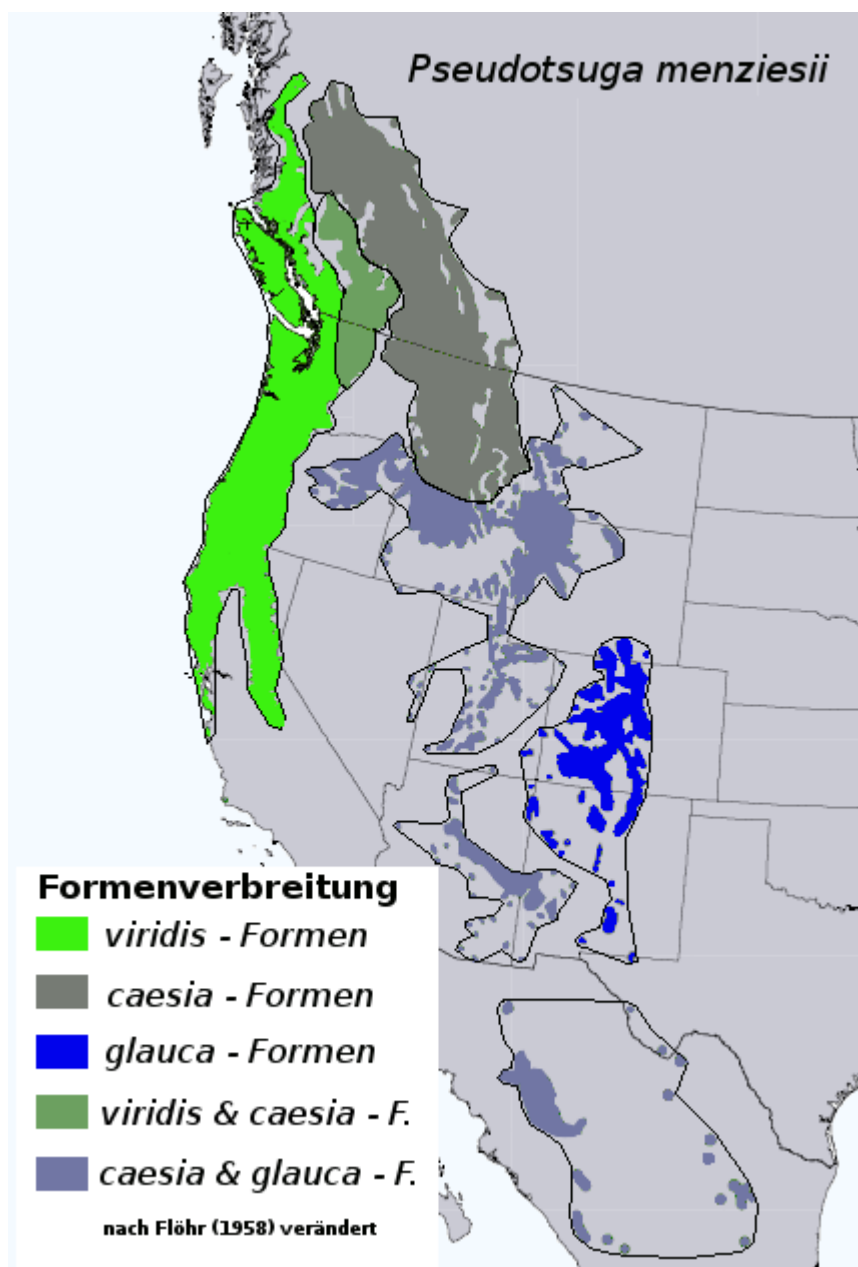 Pseudotsuga menziesii
Formenverbreitung
viridis - Formen
caesia - Formen
glauca - Formen
viridis & caesia - F.
caesia & glauca - F.
nach Flöhr (1958) verändert